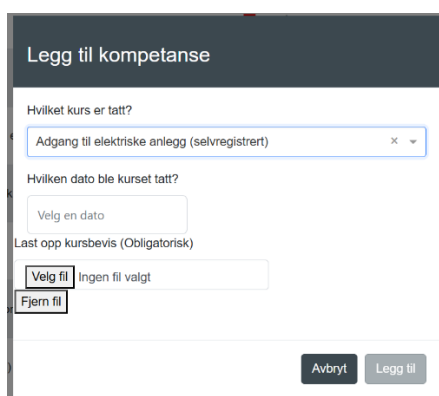 Legg til kompetanse
Hvilket kurs er tatt?
Adgang til elektriske anlegg (selvregistrert)
Hvilken dato ble kurset tatt?
Velg en dato
Last opp kursbevis (Obligatorisk)
Velg fil Ingen fil valgt
Fjern fil
Avbryt Legg til